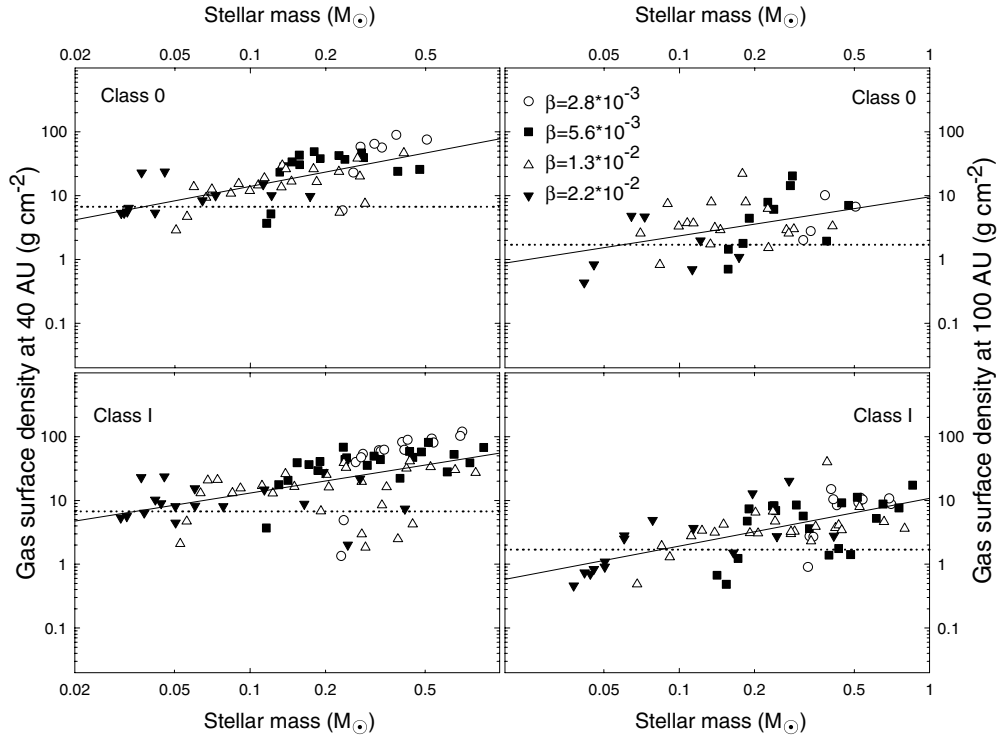 Stellar mass (M⊙)
Stellar mass (M⊙)
0.02 0.05 0.1 0.2 0.5
0.05 0.1 0.2 0.5 1
Class 0
β=2.8*10⁻³
β=5.6*10⁻³
β=1.3*10⁻²
β=2.2*10⁻²
Class 0
100
10
1
0.1
100
10
1
0.1
Gas surface density at 40 AU (g cm⁻²)
Gas surface density at 100 AU (g cm⁻²)
Class I
Class I
100
10
1
0.1
100
10
1
0.1
0.02 0.05 0.1 0.2 0.5
0.05 0.1 0.2 0.5 1
Stellar mass (M⊙)
Stellar mass (M⊙)